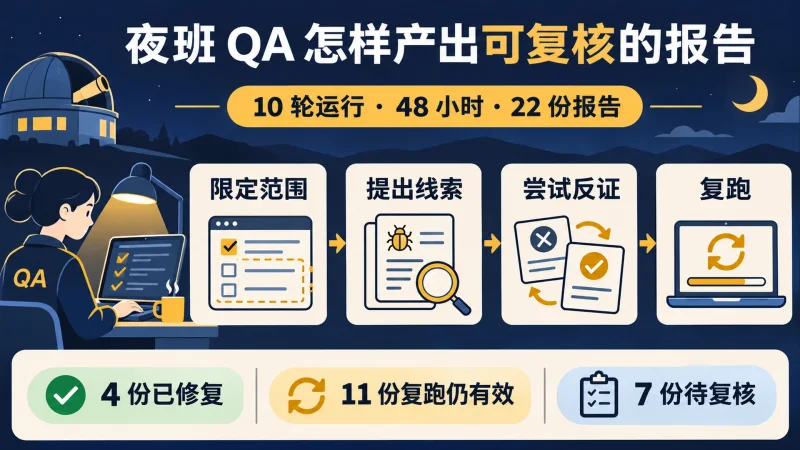 夜班 QA 怎样产出可复核的报告
10 轮运行 · 48 小时 · 22 份报告
限定范围
提出线索
尝试反证
复跑
QA
4 份已修复
11 份复跑仍有效
7 份待复核